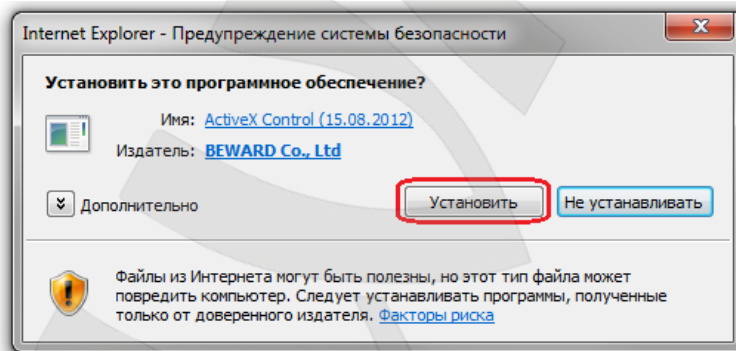 Internet Explorer - Предупреждение системы безопасности
Установить это программное обеспечение?
Имя: ActiveX Control (15.08.2012)
Издатель: BEWARD Co., Ltd
Дополнительно Установить Не устанавливать
Файлы из Интернета могут быть полезны, но этот тип файла может
повредить компьютер. Следует устанавливать программы, полученные
только от доверенного издателя. Факторы риска